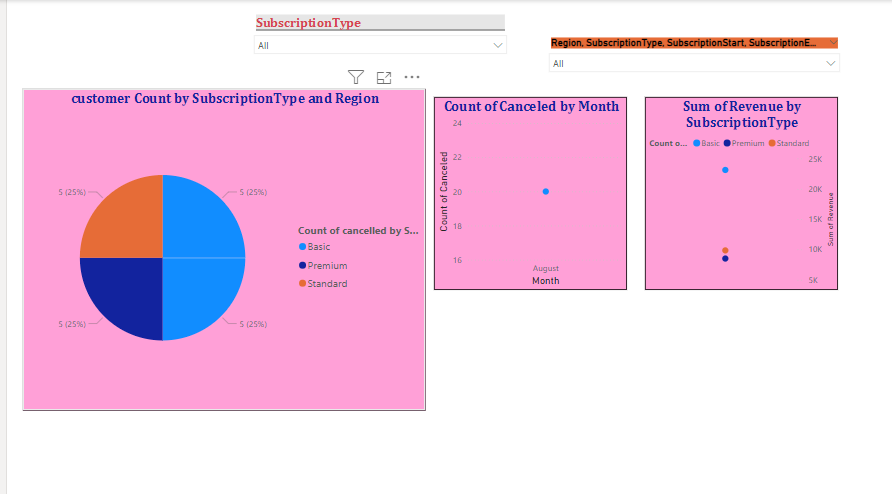 SubscriptionType
All
Region, SubscriptionType, SubscriptionStart, SubscriptionE...
All
customer Count by SubscriptionType and Region
5 (25%)
5 (25%)
5 (25%)
5 (25%)
Count of cancelled by S...
Basic
Premium
Standard
Count of Canceled by Month
Count of Canceled
24
22
20
18
16
August
Month
Sum of Revenue by
SubscriptionType
Count o... Basic Premium Standard
25K
20K
15K
10K
5K
Sum of Revenue